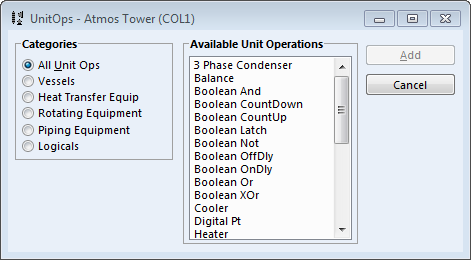 UnitOps - Atmos Tower (COL1)
Categories
All Unit Ops
Vessels
Heat Transfer Equip
Rotating Equipment
Piping Equipment
Logicals
Available Unit Operations
3 Phase Condenser
Balance
Boolean And
Boolean CountDown
Boolean CountUp
Boolean Latch
Boolean Not
Boolean OffDly
Boolean OnDly
Boolean Or
Boolean XOr
Cooler
Digital Pt
Heater
Add
Cancel